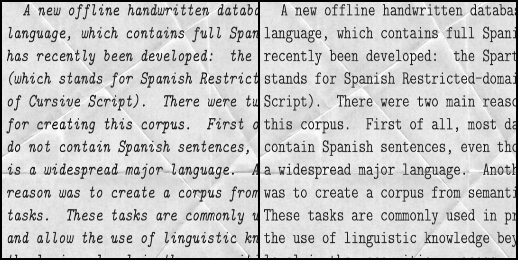 A new offline handwritten databa
language, which contains full Span
has recently been developed: the
(which stands for Spanish Restrict
of Cursive Script). There were tw
for creating this corpus. First o
do not contain Spanish sentences,
is a widespread major language. A
reason was to create a corpus from
tasks. These tasks are commonly u
and allow the use of linguistic kn
A new offline handwritten databas
language, which contains full Spani
recently been developed: the Spart
stands for Spanish Restricted-domai
Script). There were two main reaso
this corpus. First of all, most da
contain Spanish sentences, even tho
a widespread major language. Anoth
was to create a corpus from semanti
These tasks are commonly used in pr
the use of linguistic knowledge bey